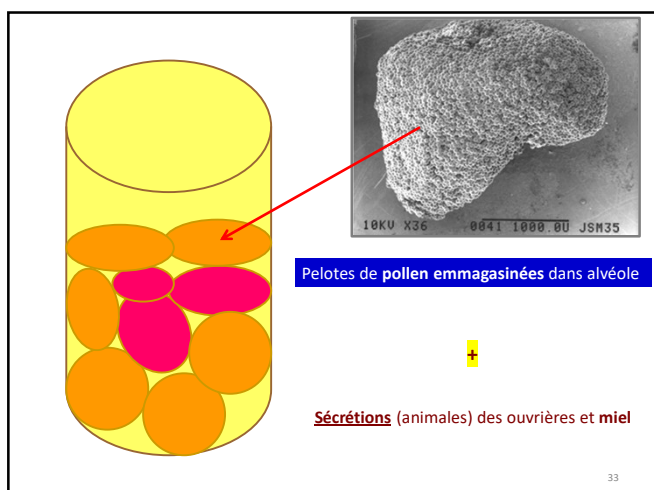 10KV X36 0041 1000.0U JSM35
Pelotes de pollen emmagasinées dans alvéole
+
Sécrétions (animales) des ouvrières et miel
33